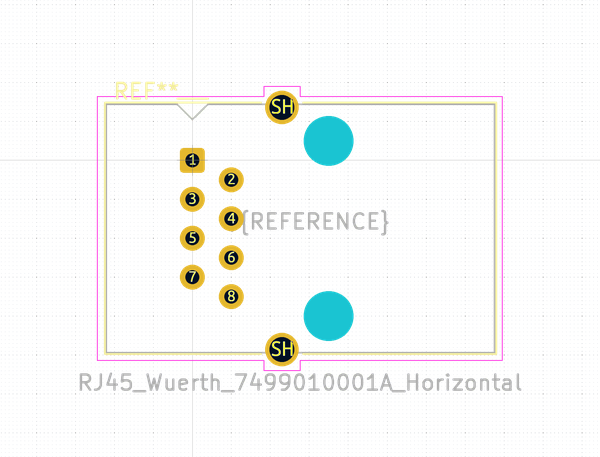 REF**
SH
1
2
3
4
{REFERENCE}
5
6
7
8
SH
RJ45_Wuerth_7499010001A_Horizontal